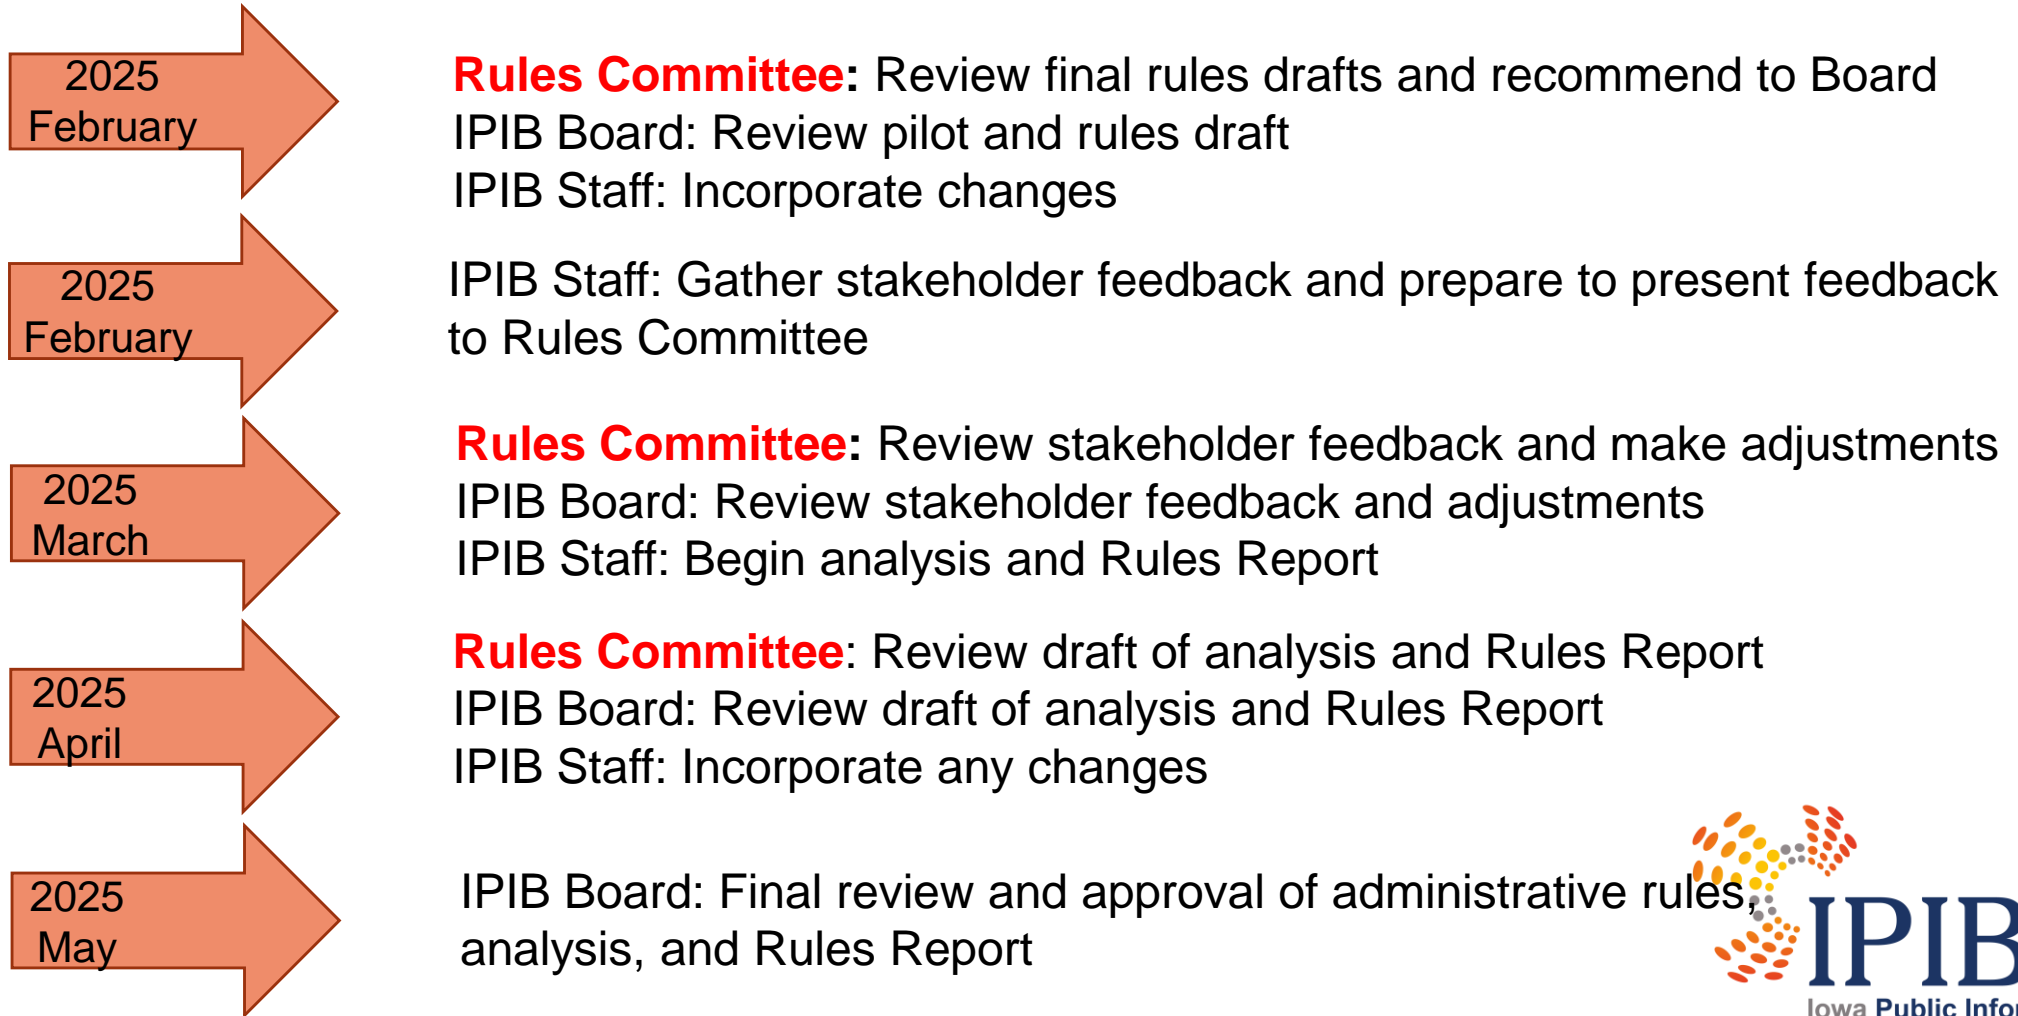 2025
February
Rules Committee: Review final rules drafts and recommend to Board
IPIB Board: Review pilot and rules draft
IPIB Staff: Incorporate changes
2025
February
IPIB Staff: Gather stakeholder feedback and prepare to present feedback
to Rules Committee
2025
March
Rules Committee: Review stakeholder feedback and make adjustments
IPIB Board: Review stakeholder feedback and adjustments
IPIB Staff: Begin analysis and Rules Report
2025
April
Rules Committee: Review draft of analysis and Rules Report
IPIB Board: Review draft of analysis and Rules Report
IPIB Staff: Incorporate any changes
2025
May
IPIB Board: Final review and approval of administrative rules,
analysis, and Rules Report
IPIB
Iowa Public